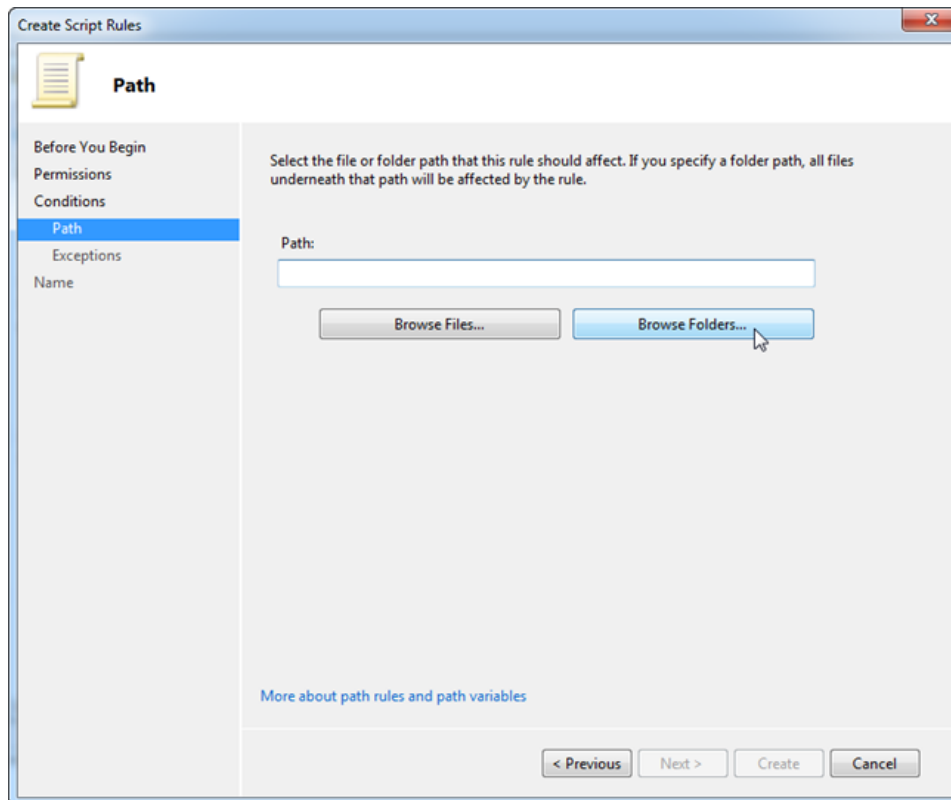 Create Script Rules
Path
Before You Begin
Permissions
Conditions
Path
Exceptions
Name
Select the file or folder path that this rule should affect. If you specify a folder path, all files
underneath that path will be affected by the rule.
Path:
Browse Files...
Browse Folders...
More about path rules and path variables
< Previous
Next >
Create
Cancel